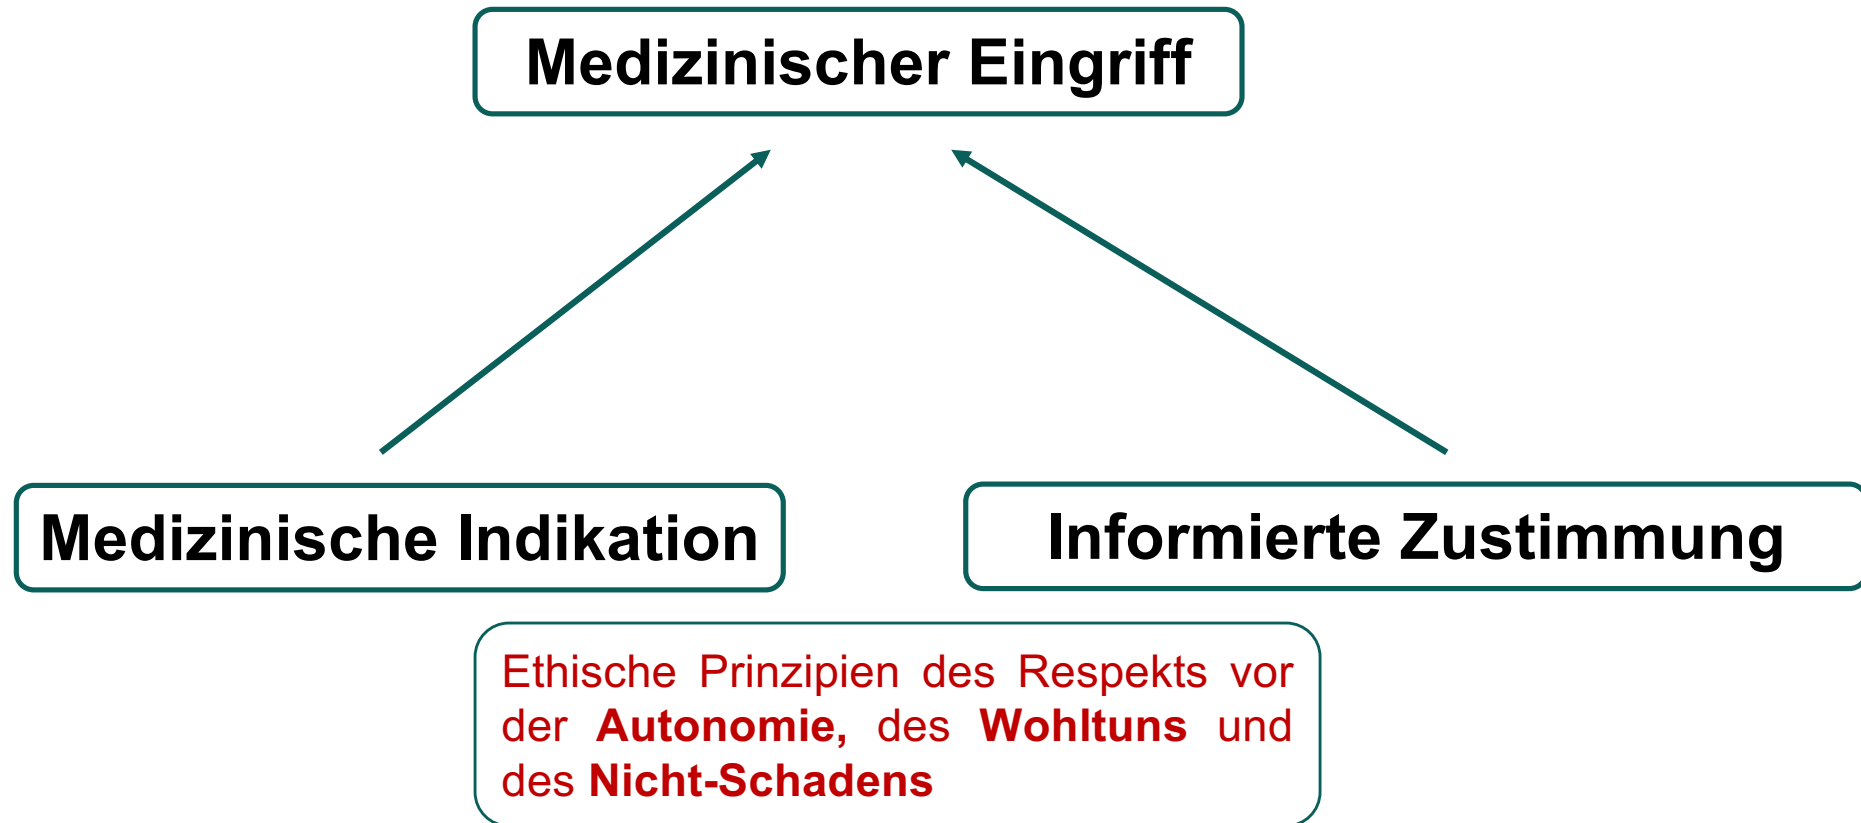 Medizinischer Eingriff
Medizinische Indikation
Informierte Zustimmung
Ethische Prinzipien des Respekts vor
der Autonomie, des Wohltuns und
des Nicht-Schadens